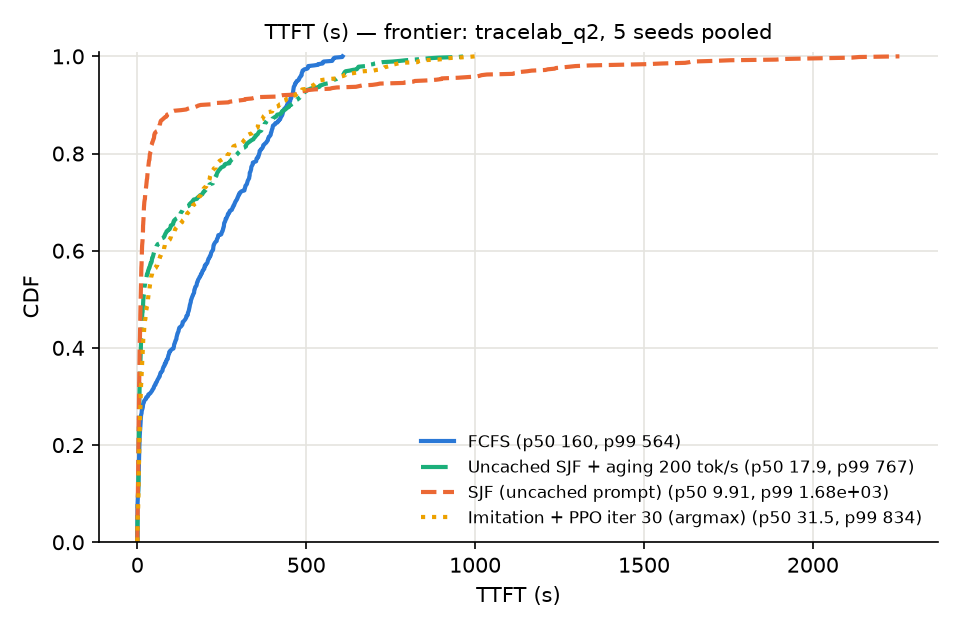 TTFT (s) — frontier: tracelab_q2, 5 seeds pooled
1.0
0.8
0.6
0.4
0.2
0.0
CDF
FCFS (p50 160, p99 564)
Uncached SJF + aging 200 tok/s (p50 17.9, p99 767)
SJF (uncached prompt) (p50 9.91, p99 1.68e+03)
Imitation + PPO iter 30 (argmax) (p50 31.5, p99 834)
0 500 1000 1500 2000
TTFT (s)